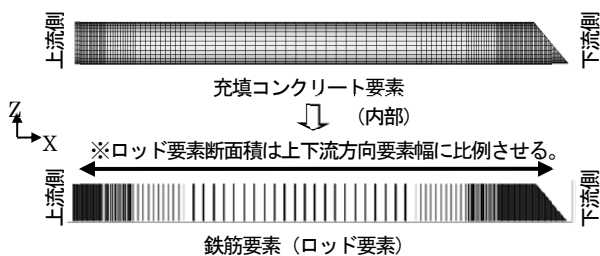 上流側
下流側
充填コンクリート要素
(内部)
Z
X
※ロッド要素断面積は上下流方向要素幅に比例させる。
上流側
下流側
鉄筋要素(ロッド要素)